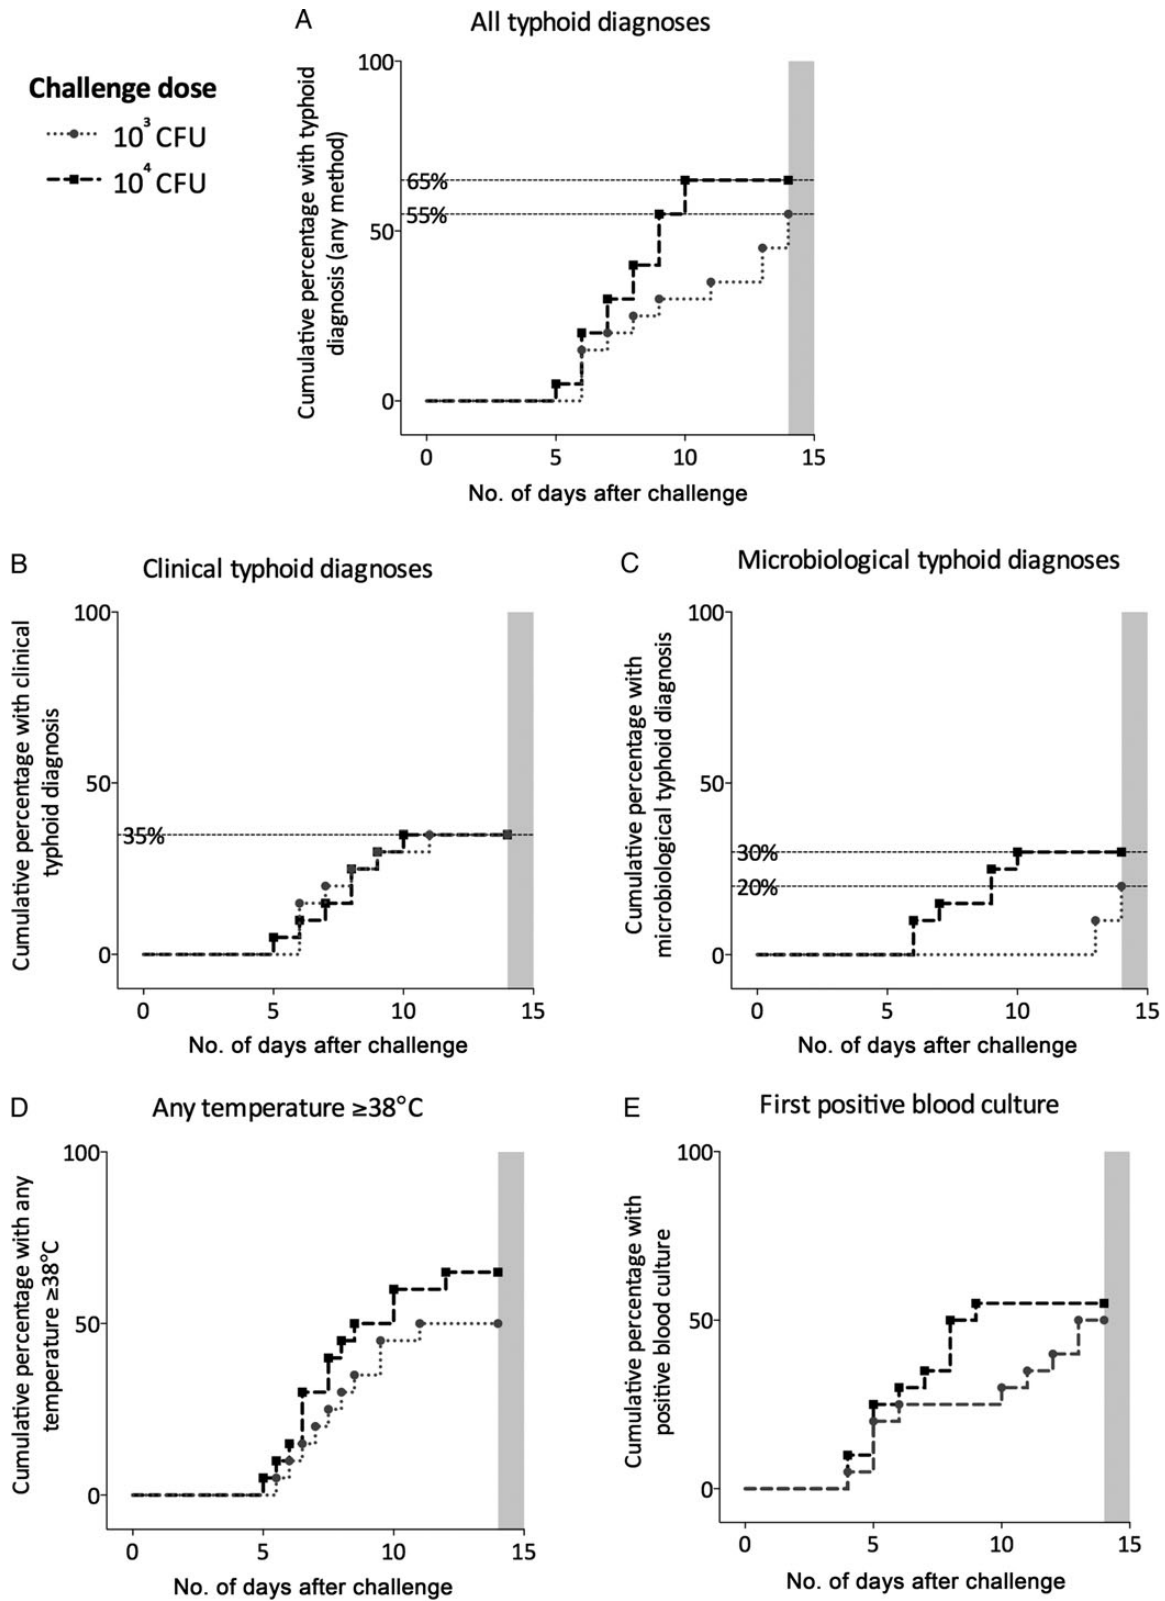 A
All typhoid diagnoses
Challenge dose
10³ CFU
10⁴ CFU
Cumulative percentage with typhoid
diagnosis (any method)
100
65%
55%
50
0
0 5 10 15
No. of days after challenge
B
Clinical typhoid diagnoses
Cumulative percentage with clinical
typhoid diagnosis
100
50
35%
0
0 5 10 15
No. of days after challenge
C
Microbiological typhoid diagnoses
Cumulative percentage with
microbiological typhoid diagnosis
100
50
30%
20%
0
0 5 10 15
No. of days after challenge
D
Any temperature ≥38°C
Cumulative percentage with any
temperature ≥38°C
100
50
0
0 5 10 15
No. of days after challenge
E
First positive blood culture
Cumulative percentage with
positive blood culture
100
50
0
0 5 10 15
No. of days after challenge